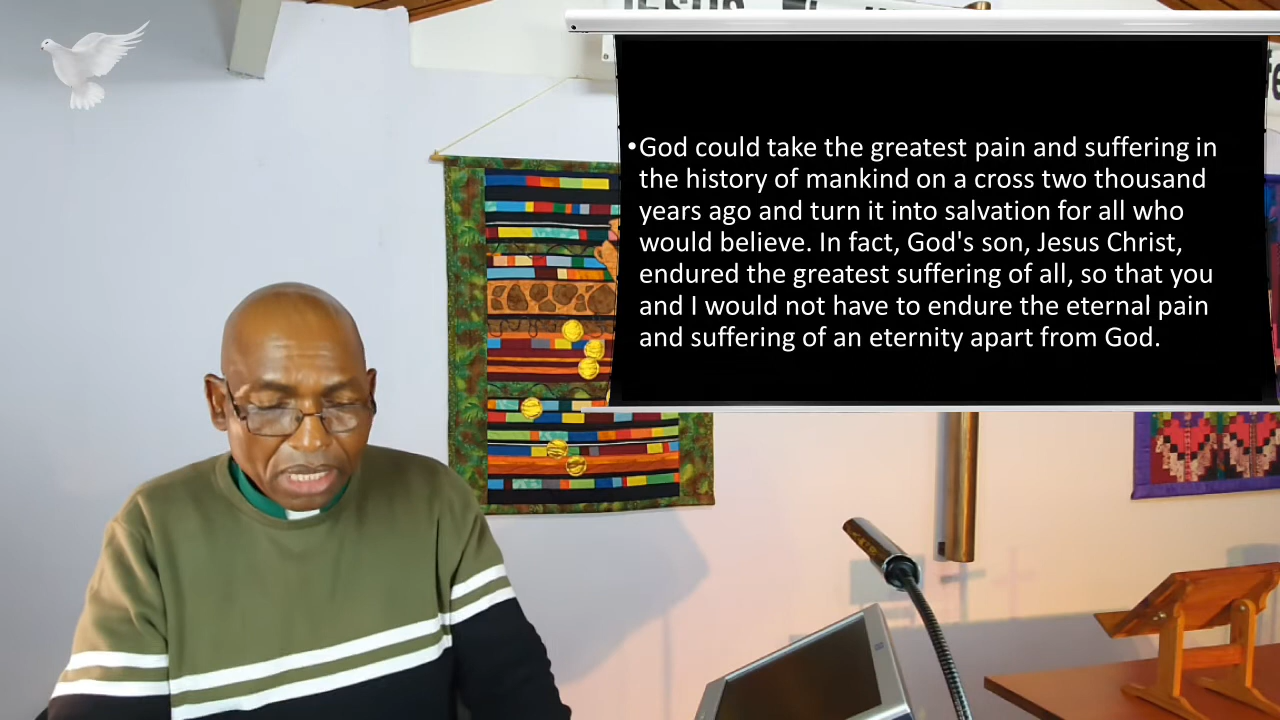 JESUS
•God could take the greatest pain and suffering in
the history of mankind on a cross two thousand
years ago and turn it into salvation for all who
would believe. In fact, God's son, Jesus Christ,
endured the greatest suffering of all, so that you
and I would not have to endure the eternal pain
and suffering of an eternity apart from God.